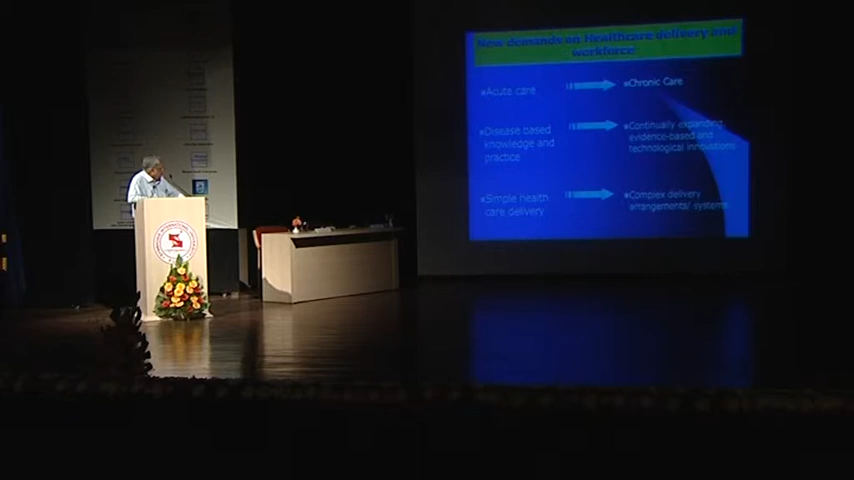 New demands on Healthcare delivery and
workforce
Acute care
Chronic Care
Disease based
knowledge and
practice
Continually expanding
evidence-based and
technological innovations
Simple health
care delivery
Complex delivery
arrangements/ systems
INTERNATIONAL